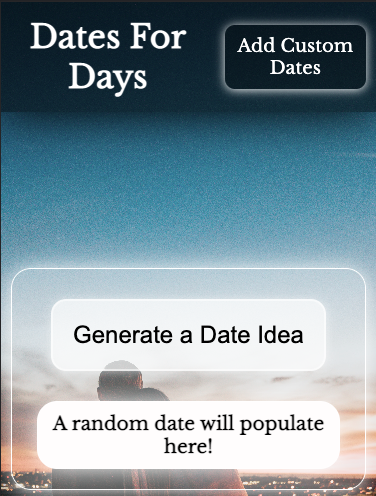 Dates For
Days
Add Custom
Dates
Generate a Date Idea
A random date will populate
here!